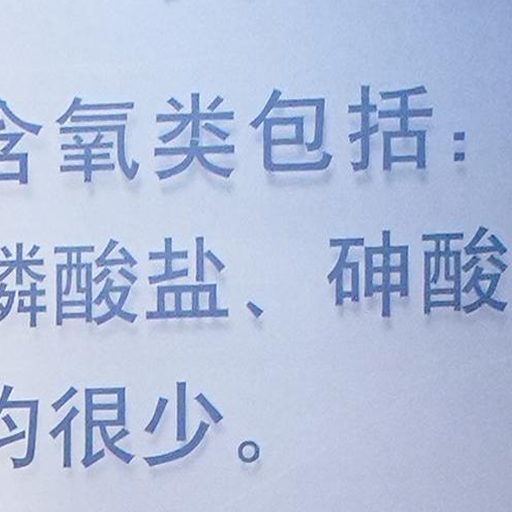 含氧类包括：
磷酸盐、砷酸
均很少。